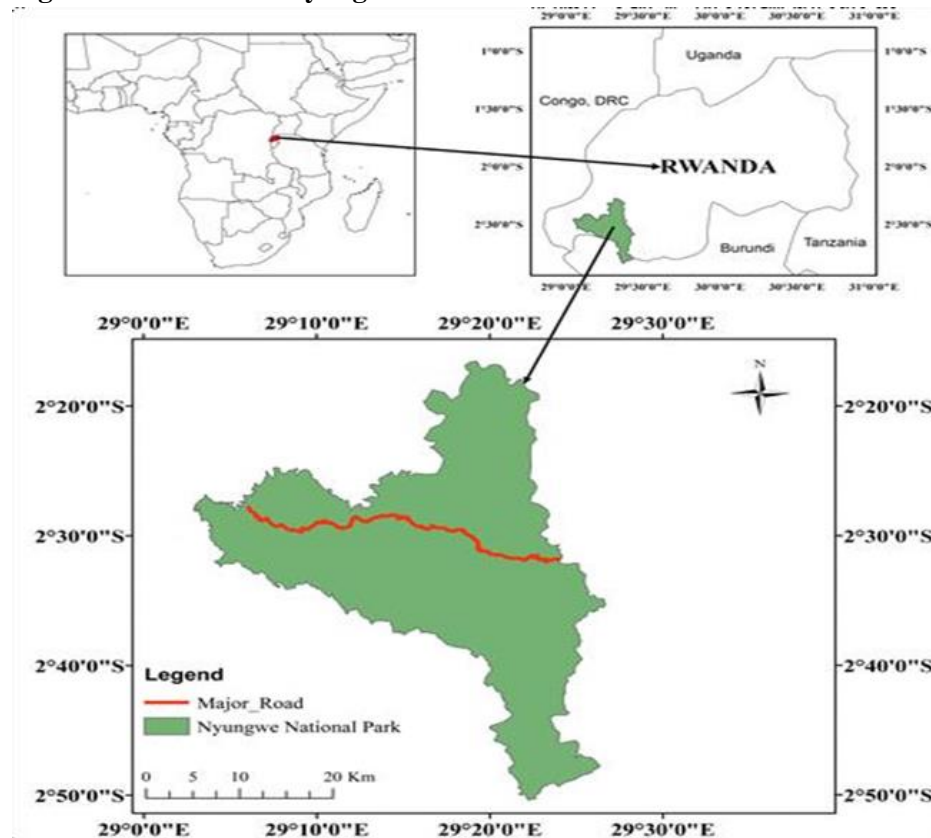 29°0'0"E 29°30'0"E 30°0'0"E 30°30'0"E 31°0'0"E
1°0'0"S
1°0'0"S
Uganda
Congo, DRC
1°30'0"S
1°30'0"S
2°0'0"S
RWANDA
2°0'0"S
2°30'0"S
2°30'0"S
Burundi
Tanzania
29°0'0"E 29°30'0"E 30°0'0"E 30°30'0"E 31°0'0"E
29°0'0"E 29°10'0"E 29°20'0"E 29°30'0"E
N
2°20'0"S
2°20'0"S
2°30'0"S
2°30'0"S
2°40'0"S
2°40'0"S
Legend
Major_Road
Nyungwe National Park
0 5 10 20 Km
2°50'0"S
2°50'0"S
29°0'0"E 29°10'0"E 29°20'0"E 29°30'0"E